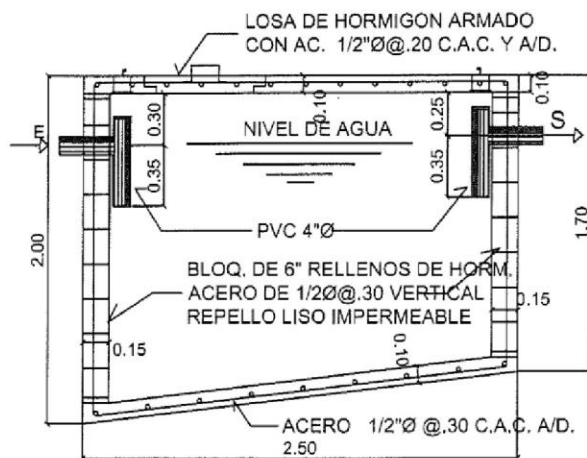 LOSA DE HORMIGON ARMADO
CON AC. 1/2"Ø@.20 C.A.C. Y A/D.
0.10
0.10
0.30
0.25
NIVEL DE AGUA
E
S
0.35
0.35
PVC 4"Ø
2.00
1.70
BLOQ. DE 6" RELLENOS DE HORM.
ACERO DE 1/2Ø@.30 VERTICAL
REPELLO LISO IMPERMEABLE
0.15
0.15
0.10
ACERO 1/2"Ø @.30 C.A.C. A/D.
2.50